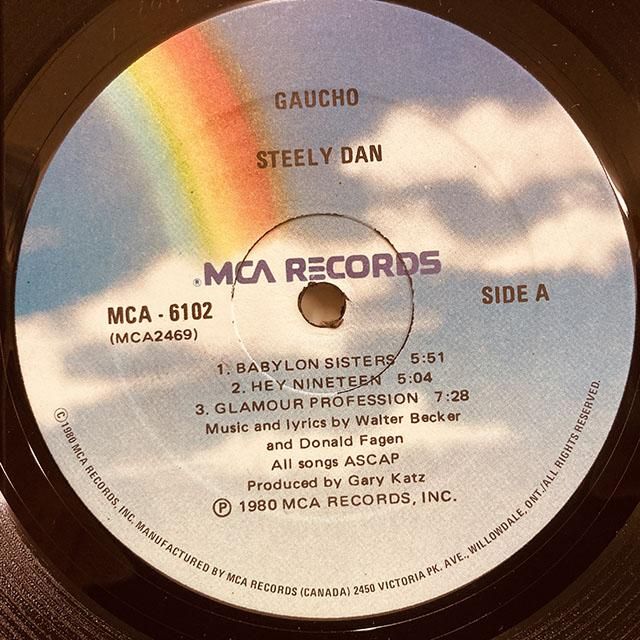 GAUCHO
STEELY DAN
®MCA RECORDS
MCA - 6102
(MCA2469)
SIDE A
1. BABYLON SISTERS 5:51
2. HEY NINETEEN 5:04
3. GLAMOUR PROFESSION 7:28
Music and lyrics by Walter Becker
and Donald Fagen
All songs ASCAP
Produced by Gary Katz
Ⓟ 1980 MCA RECORDS, INC.
©1980 MCA RECORDS, INC. MANUFACTURED BY MCA RECORDS (CANADA) 2450 VICTORIA PK. AVE., WILLOWDALE, ONT./ALL RIGHTS RESERVED.